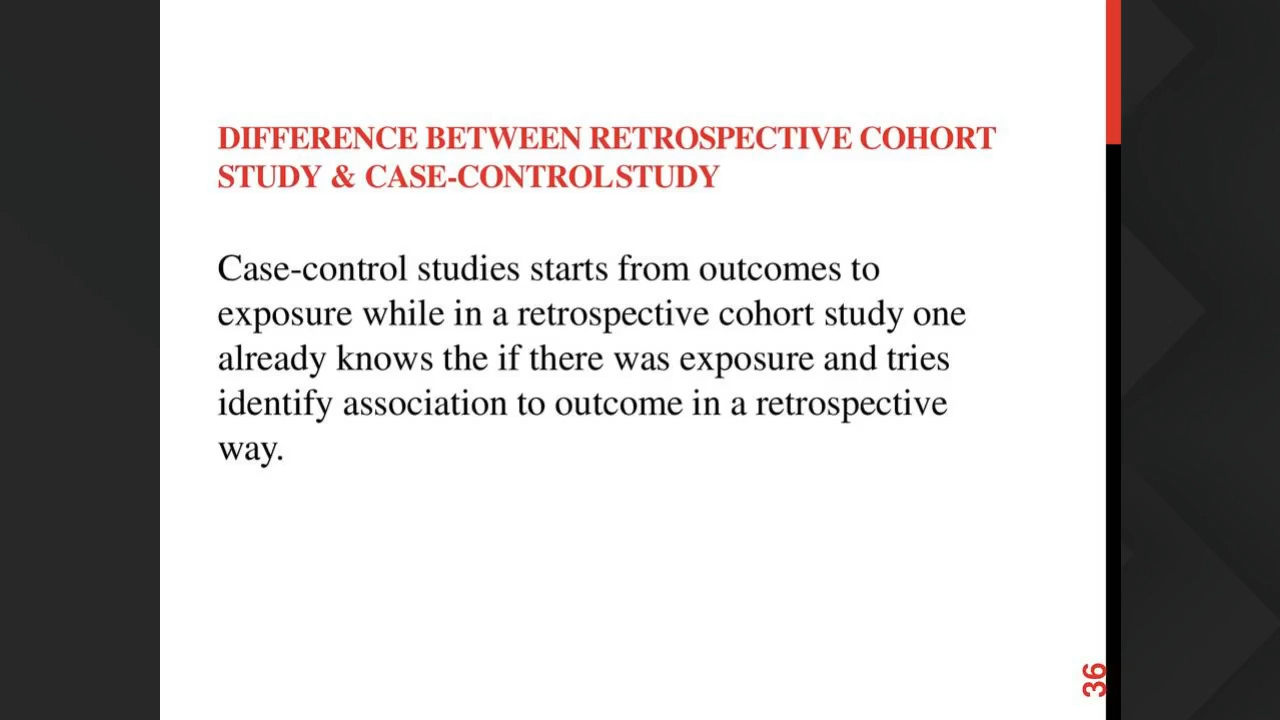 DIFFERENCE BETWEEN RETROSPECTIVE COHORT
STUDY & CASE-CONTROLSTUDY
Case-control studies starts from outcomes to
exposure while in a retrospective cohort study one
already knows the if there was exposure and tries
identify association to outcome in a retrospective
way.
36